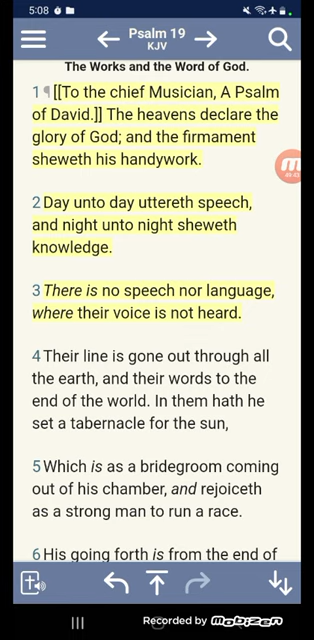 5:08
Psalm 19
KJV
The Works and the Word of God.
1 ¶ [[To the chief Musician, A Psalm
of David.]] The heavens declare the
glory of God; and the firmament
sheweth his handywork.
2 Day unto day uttereth speech,
and night unto night sheweth
knowledge.
3 There is no speech nor language,
where their voice is not heard.
4 Their line is gone out through all
the earth, and their words to the
end of the world. In them hath he
set a tabernacle for the sun,
5 Which is as a bridegroom coming
out of his chamber, and rejoiceth
as a strong man to run a race.
6 His going forth is from the end of
Recorded by mobizen